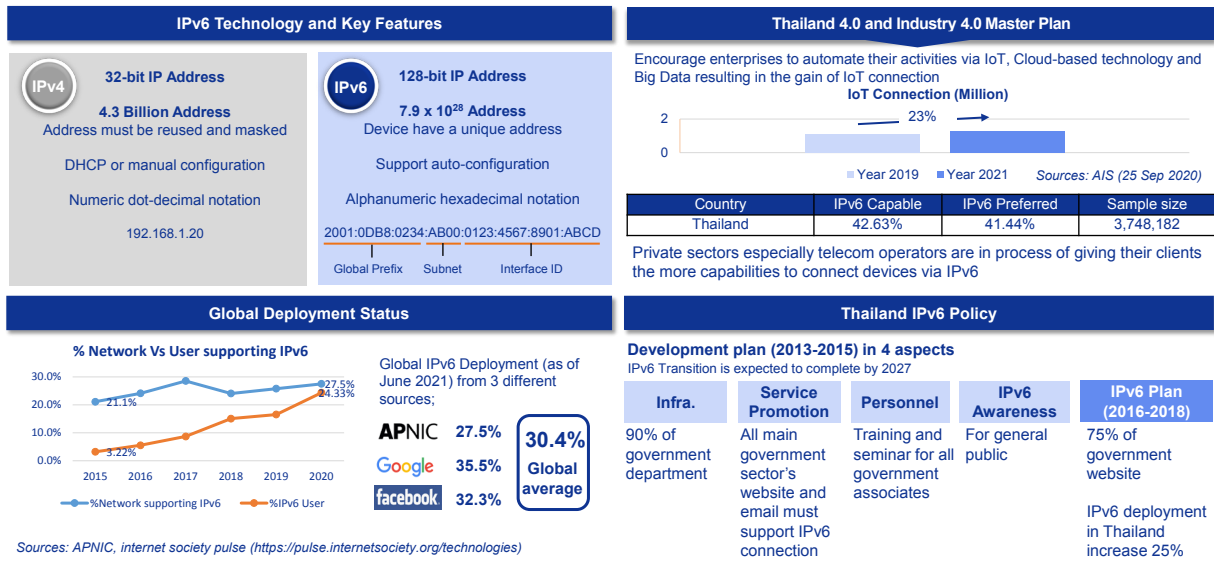 IPv6 Technology and Key Features
IPv4
32-bit IP Address
4.3 Billion Address
Address must be reused and masked
DHCP or manual configuration
Numeric dot-decimal notation
192.168.1.20
IPv6
128-bit IP Address
7.9 x 10²⁸ Address
Device have a unique address
Support auto-configuration
Alphanumeric hexadecimal notation
2001:0DB8:0234:AB00:0123:4567:8901:ABCD
Global Prefix Subnet Interface ID
Thailand 4.0 and Industry 4.0 Master Plan
Encourage enterprises to automate their activities via IoT, Cloud-based technology and
Big Data resulting in the gain of IoT connection
IoT Connection (Million)
23%
2
0
Year 2019 Year 2021
Sources: AIS (25 Sep 2020)
Country IPv6 Capable IPv6 Preferred Sample size
Thailand 42.63% 41.44% 3,748,182
Private sectors especially telecom operators are in process of giving their clients
the more capabilities to connect devices via IPv6
Global Deployment Status
% Network Vs User supporting IPv6
30.0%
20.0%
10.0%
0.0%
21.1%
27.5%
24.33%
3.22%
2015 2016 2017 2018 2019 2020
%Network supporting IPv6 %IPv6 User
Global IPv6 Deployment (as of
June 2021) from 3 different
sources;
APNIC 27.5%
Google 35.5%
facebook 32.3%
30.4%
Global
average
Sources: APNIC, internet society pulse (https://pulse.internetsociety.org/technologies)
Thailand IPv6 Policy
Development plan (2013-2015) in 4 aspects
IPv6 Transition is expected to complete by 2027
Infra.
90% of
government
department
Service
Promotion
All main
government
sector's
website and
email must
support IPv6
connection
Personnel
Training and
seminar for all
government
associates
IPv6
Awareness
For general
public
IPv6 Plan
(2016-2018)
75% of
government
website
IPv6 deployment
in Thailand
increase 25%